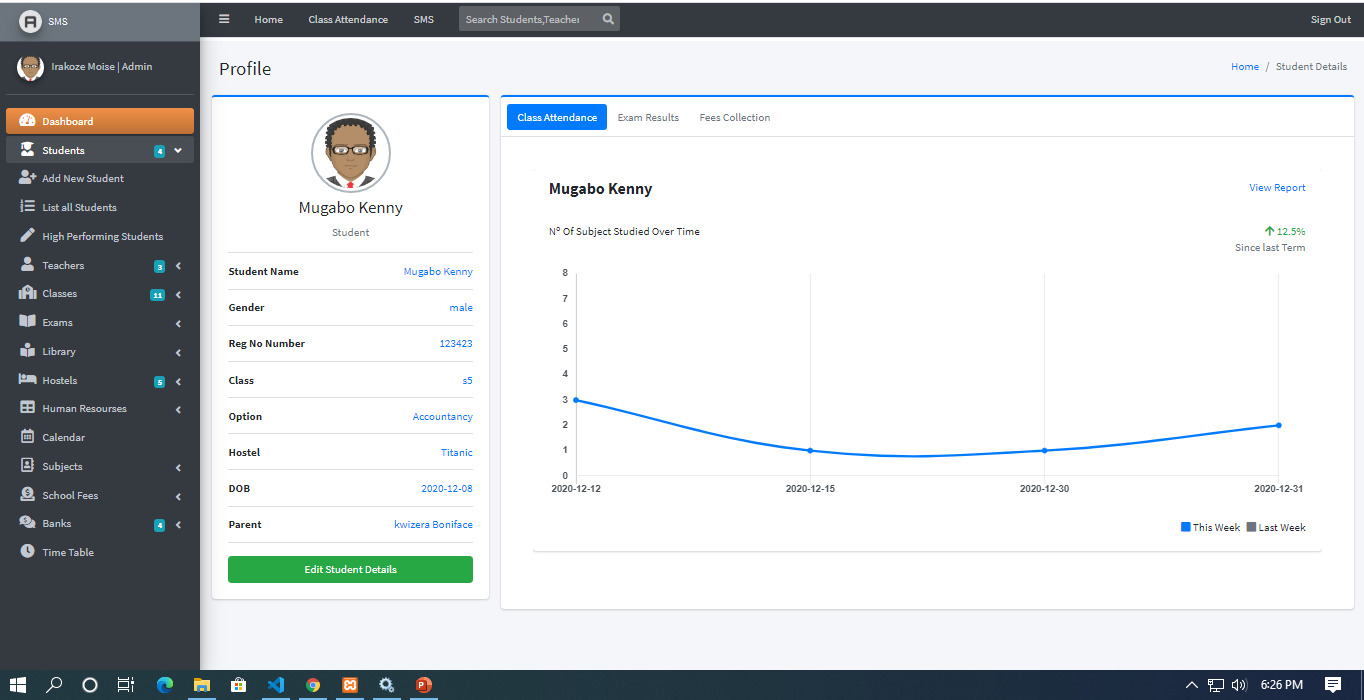 SMS
Home Class Attendance SMS Search Students,Teacher Sign Out
Irakoze Moise | Admin
Dashboard
Students 4
Add New Student
List all Students
High Performing Students
Teachers 3
Classes 11
Exams
Library
Hostels 5
Human Resourses
Calendar
Subjects
School Fees
Banks 4
Time Table
Profile
Home / Student Details
Mugabo Kenny
Student
Student Name Mugabo Kenny
Gender male
Reg No Number 123423
Class s5
Option Accountancy
Hostel Titanic
DOB 2020-12-08
Parent kwizera Boniface
Edit Student Details
Class Attendance Exam Results Fees Collection
Mugabo Kenny View Report
N° Of Subject Studied Over Time 12.5%
Since last Term
8
7
6
5
4
3
2
1
0
2020-12-12 2020-12-15 2020-12-30 2020-12-31
This Week Last Week
6:26 PM